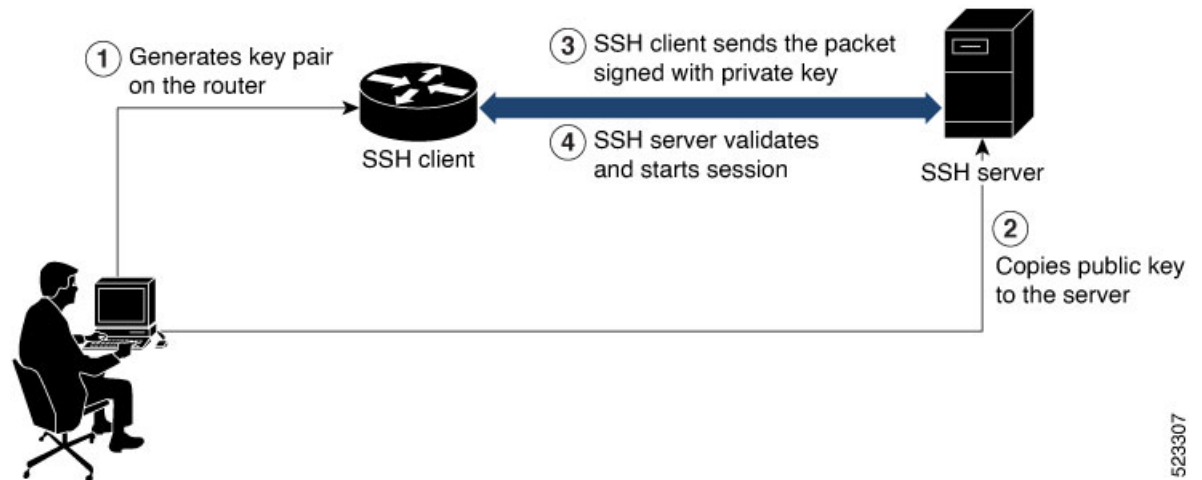 1 Generates key pair
on the router
SSH client
3 SSH client sends the packet
signed with private key
4 SSH server validates
and starts session
SSH server
2
Copies public key
to the server
523307